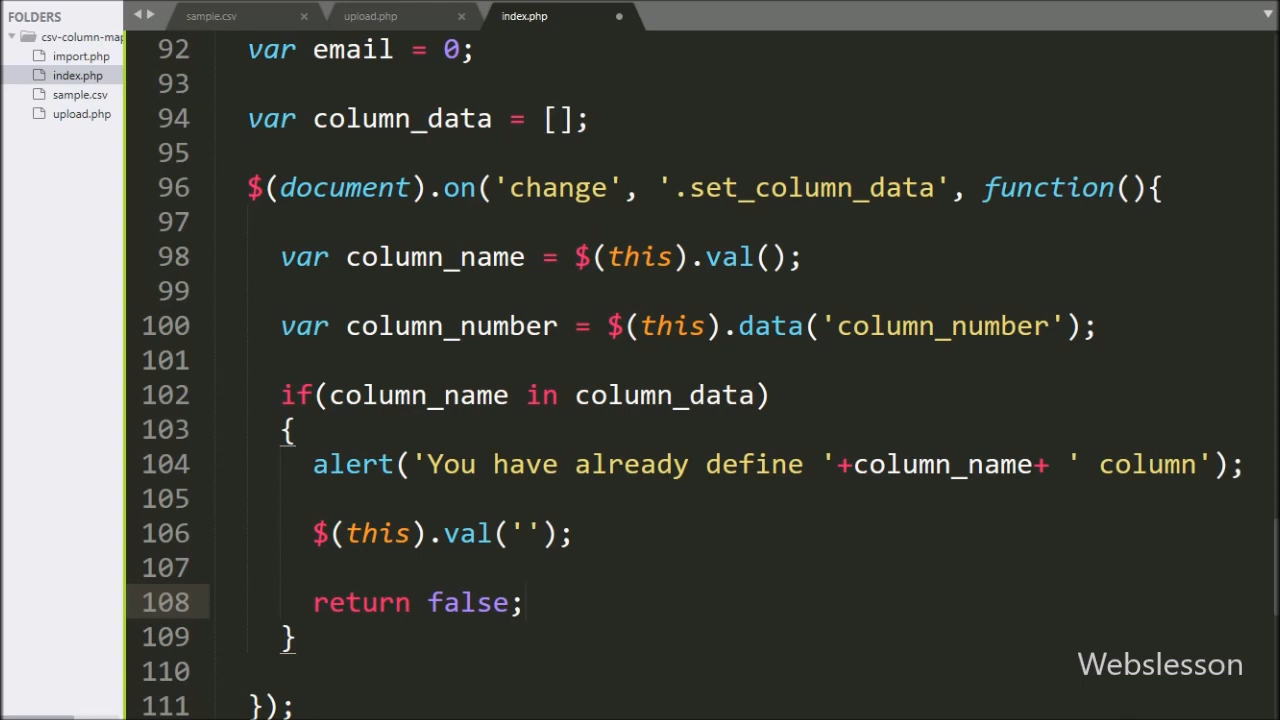 FOLDERS
csv-column-map
import.php
index.php
sample.csv
upload.php
sample.csv ×
upload.php ×
index.php
92 var email = 0;
93
94 var column_data = [];
95
96 $(document).on('change', '.set_column_data', function(){
97
98 var column_name = $(this).val();
99
100 var column_number = $(this).data('column_number');
101
102 if(column_name in column_data)
103 {
104 alert('You have already define '+column_name+ ' column');
105
106 $(this).val('');
107
108 return false;
109 }
110
111 });
Webslesson